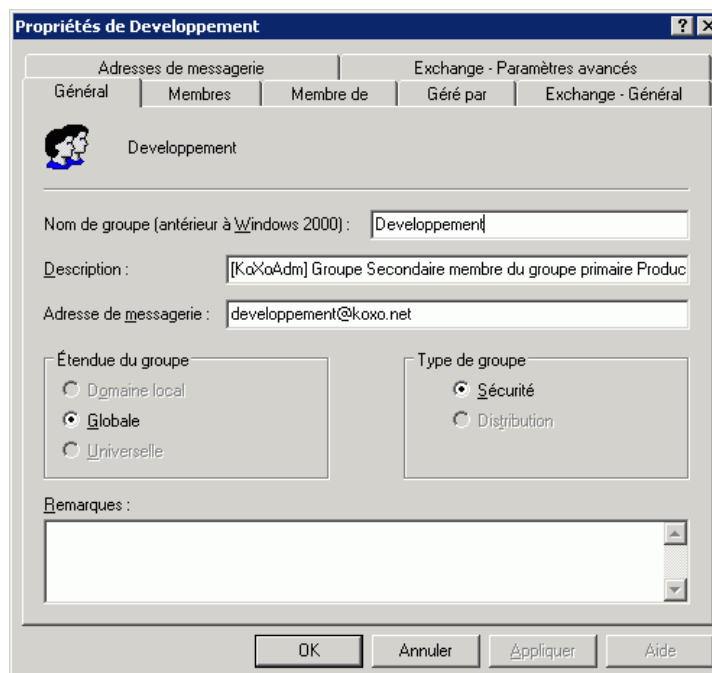 Propriétés de Developpement
Adresses de messagerie Exchange - Paramètres avancés
Général Membres Membre de Géré par Exchange - Général
Developpement
Nom de groupe (antérieur à Windows 2000) : Developpement
Description : [KoXoAdm] Groupe Secondaire membre du groupe primaire Produc
Adresse de messagerie : developpement@koxo.net
Étendue du groupe Type de groupe
Domaine local Sécurité
Globale Distribution
Universelle
Remarques :
OK Annuler Appliquer Aide